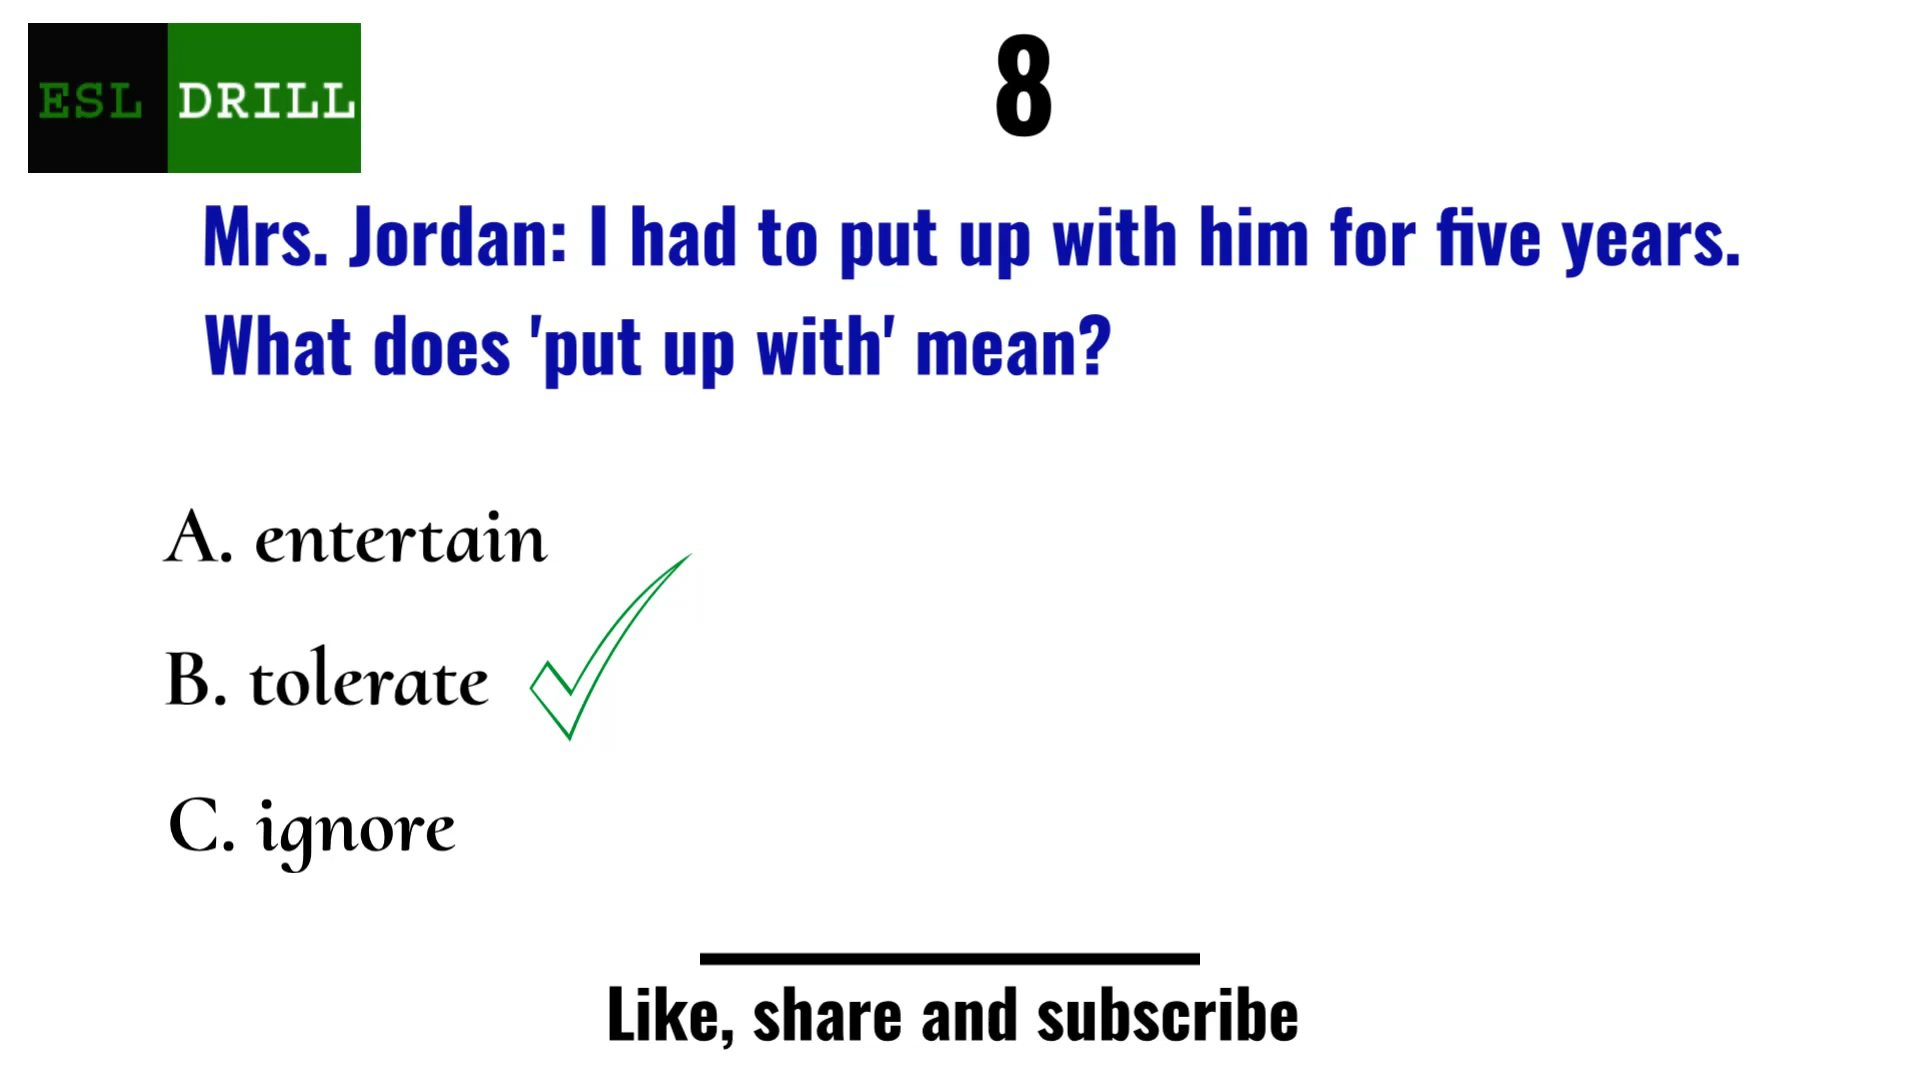 ESL DRILL
8
Mrs. Jordan: I had to put up with him for five years.
What does 'put up with' mean?
A. entertain
B. tolerate
C. ignore
Like, share and subscribe